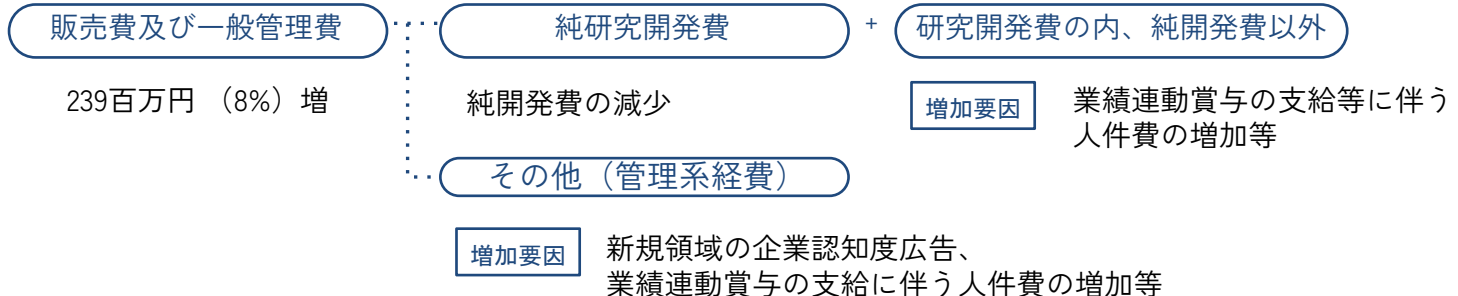 販売費及び一般管理費
純研究開発費
+
研究開発費の内、純開発費以外
239百万円 (8%) 増
純開発費の減少
増加要因
業績連動賞与の支給等に伴う
人件費の増加等
その他（管理系経費）
増加要因
新規領域の企業認知度広告、
業績連動賞与の支給に伴う人件費の増加等